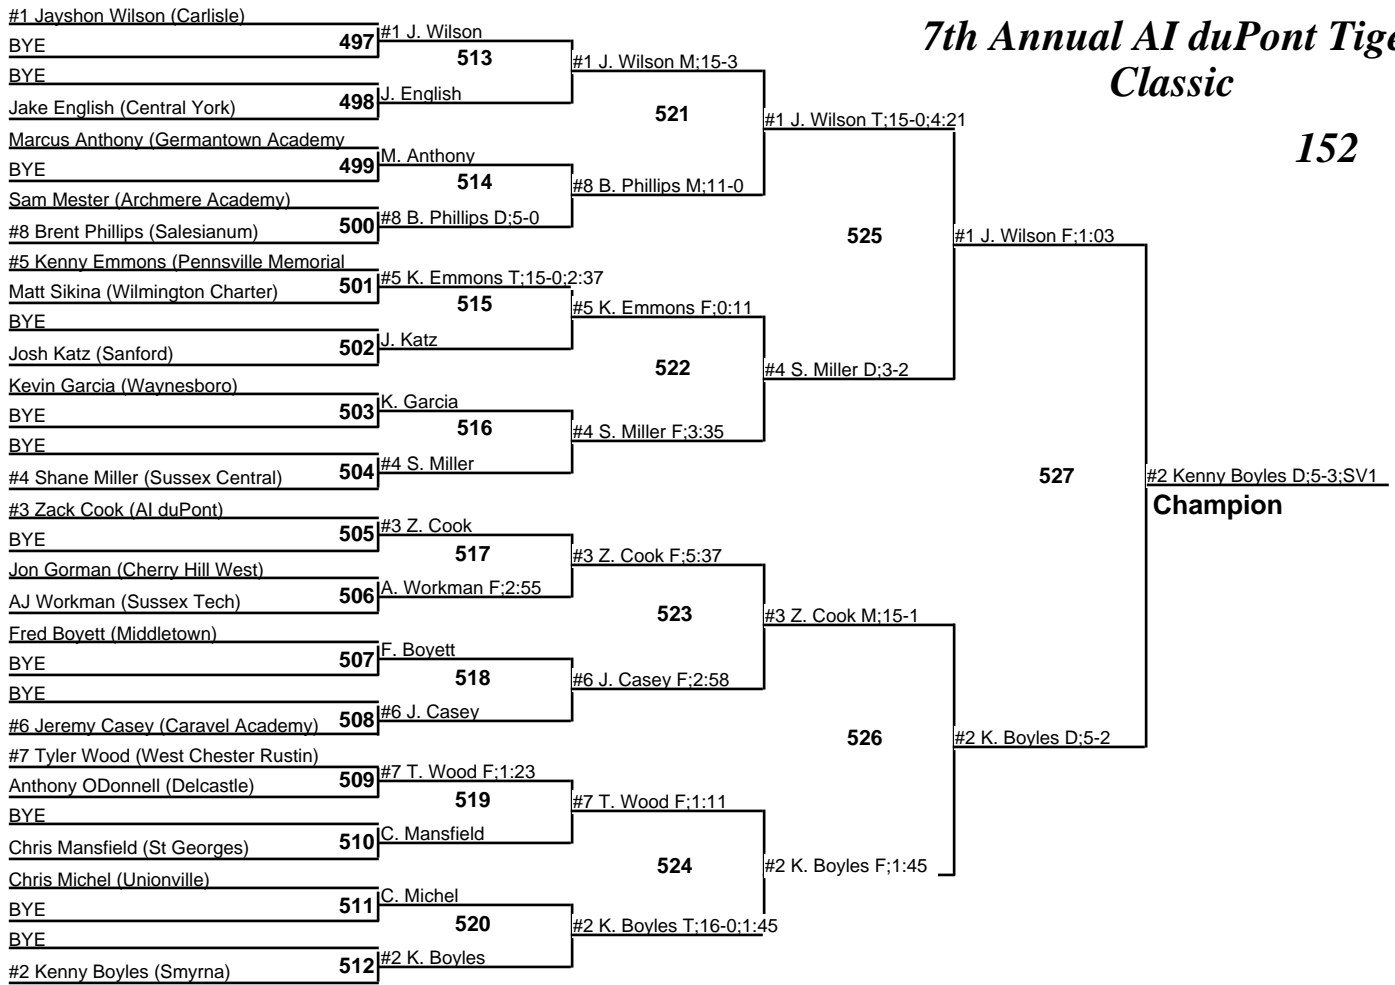 7th Annual AI duPont Tige
Classic
152
#1 Jayshon Wilson (Carlisle)
BYE
497
BYE
Jake English (Central York)
498
Marcus Anthony (Germantown Academy
BYE
499
Sam Mester (Archmere Academy)
#8 Brent Phillips (Salesianum)
500
#5 Kenny Emmons (Pennsville Memorial
Matt Sikina (Wilmington Charter)
501
BYE
Josh Katz (Sanford)
502
Kevin Garcia (Waynesboro)
BYE
503
BYE
#4 Shane Miller (Sussex Central)
504
#3 Zack Cook (AI duPont)
BYE
505
Jon Gorman (Cherry Hill West)
AJ Workman (Sussex Tech)
506
Fred Boyett (Middletown)
BYE
507
BYE
#6 Jeremy Casey (Caravel Academy)
508
#7 Tyler Wood (West Chester Rustin)
Anthony ODonnell (Delcastle)
509
BYE
Chris Mansfield (St Georges)
510
Chris Michel (Unionville)
BYE
511
BYE
#2 Kenny Boyles (Smyrna)
512
#1 J. Wilson
513
J. English
M. Anthony
514
#8 B. Phillips D;5-0
#5 K. Emmons T;15-0;2:37
515
J. Katz
K. Garcia
516
#4 S. Miller
#3 Z. Cook
517
A. Workman F;2:55
F. Boyett
518
#6 J. Casey
#7 T. Wood F;1:23
519
C. Mansfield
C. Michel
520
#2 K. Boyles
#1 J. Wilson M;15-3
521
#8 B. Phillips M;11-0
#5 K. Emmons F;0:11
522
#4 S. Miller F;3:35
#3 Z. Cook F;5:37
523
#6 J. Casey F;2:58
#7 T. Wood F;1:11
524
#2 K. Boyles T;16-0;1:45
#1 J. Wilson T;15-0;4:21
525
#4 S. Miller D;3-2
#3 Z. Cook M;15-1
526
#2 K. Boyles F;1:45
#1 J. Wilson F;1:03
527
#2 K. Boyles D;5-2
#2 Kenny Boyles D;5-3;SV1
Champion